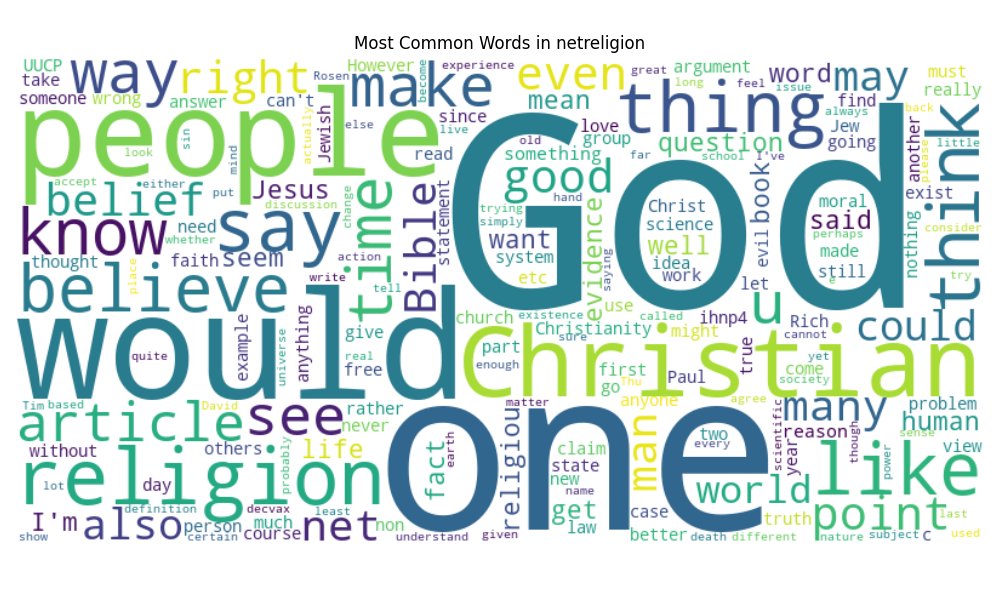 Most Common Words in netreligion
UUCP way right However become experience even great argument word may must
take make long feel issue really
someone wrong answer Rosen can't thing mean find back
people Jewish actually else since love group question always think
sin live old something Jew going another little
look mind read God good far school I've please
accept either put Jesus trying hand Christ book moral exist
belief discussion change time Bible statement simply science evil said consider
know need say want evidence well perhaps nothing
whether faith seem system idea made
thought place action saying work still try
believe write tell etc use let e
would example universe anything give church existence called u ihnp4 Rich could
quite real Christianity sure might cannot
free enough Christian part first true come yet
go Paul society
Tim based David rather matter one Thu anyone agree many problem
article see never religious man scientific reason though human sense
without others probably life fact earth claim two every year view
religion state new world like power
lot day definition decvax least name truth point last
I'm also person much net non get case
show certain course understand given law better death different nature subject c used